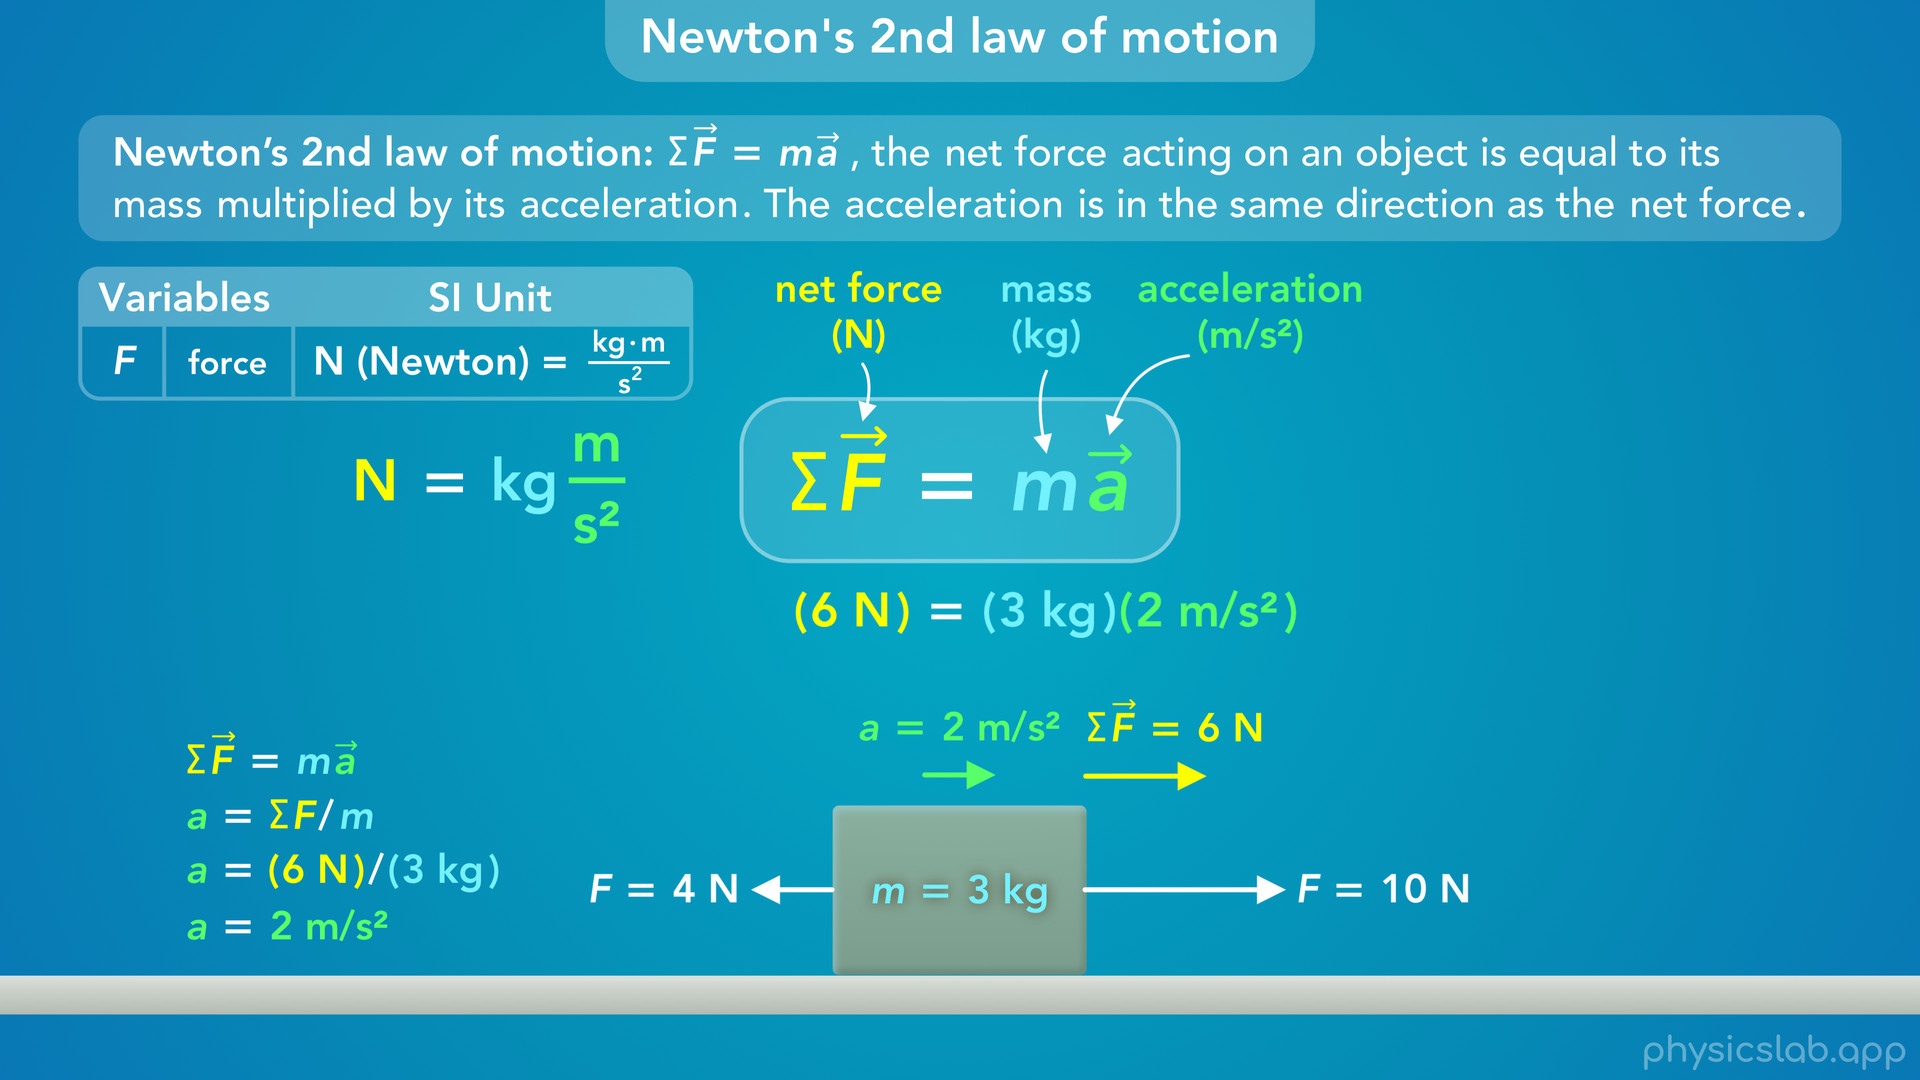 Newton's 2nd law of motion
Newton’s 2nd law of motion: ΣF⃗ = ma⃗ , the net force acting on an object is equal to its
mass multiplied by its acceleration. The acceleration is in the same direction as the net force.
Variables SI Unit
F force N (Newton) = kg·m/s²
net force mass acceleration
(N) (kg) (m/s²)
N = kg m/s²
ΣF⃗ = ma⃗
(6 N) = (3 kg)(2 m/s²)
a = 2 m/s² ΣF⃗ = 6 N
ΣF⃗ = ma⃗
a = ΣF/m
a = (6 N)/(3 kg)
a = 2 m/s²
F = 4 N m = 3 kg F = 10 N
physicslab.app